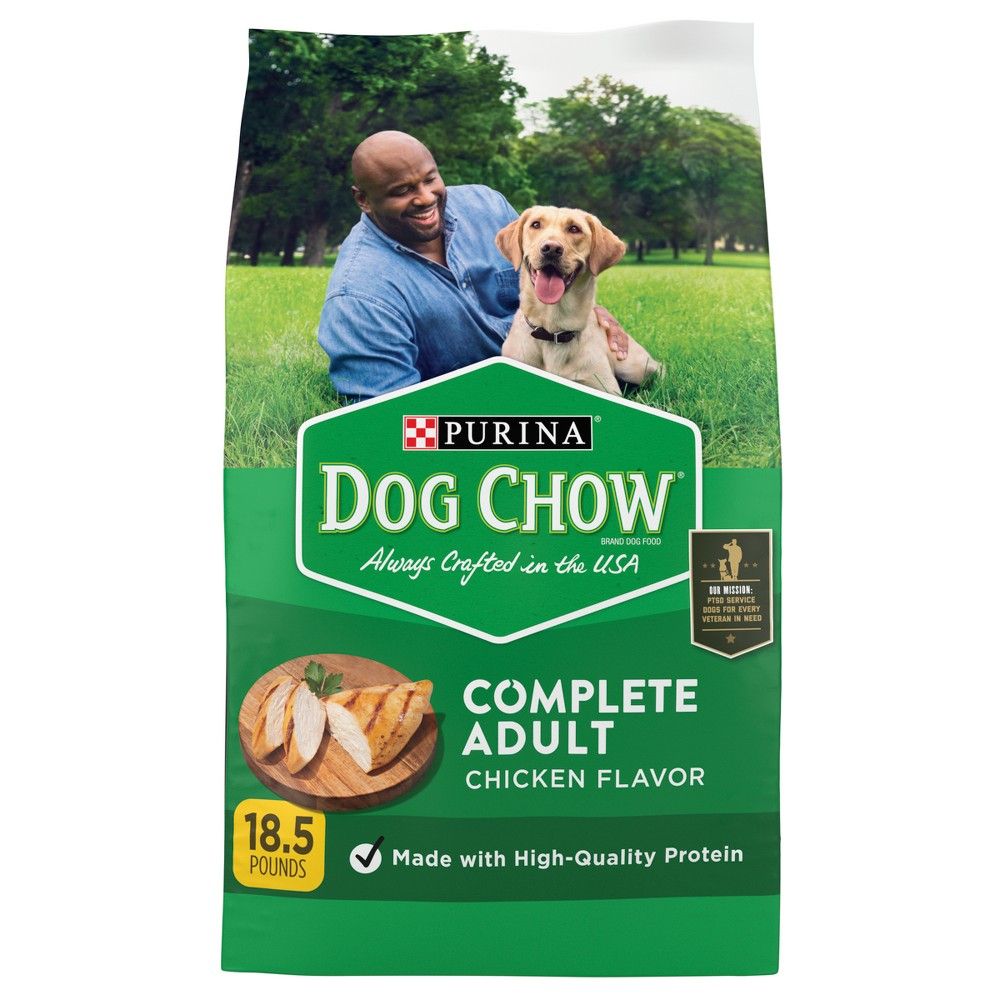 PURINA®
DOG CHOW®
BRAND DOG FOOD
Always Crafted in the USA
OUR MISSION:
PTSD SERVICE
DOGS FOR EVERY
VETERAN IN NEED
COMPLETE
ADULT
CHICKEN FLAVOR
18.5
POUNDS
Made with High-Quality Protein